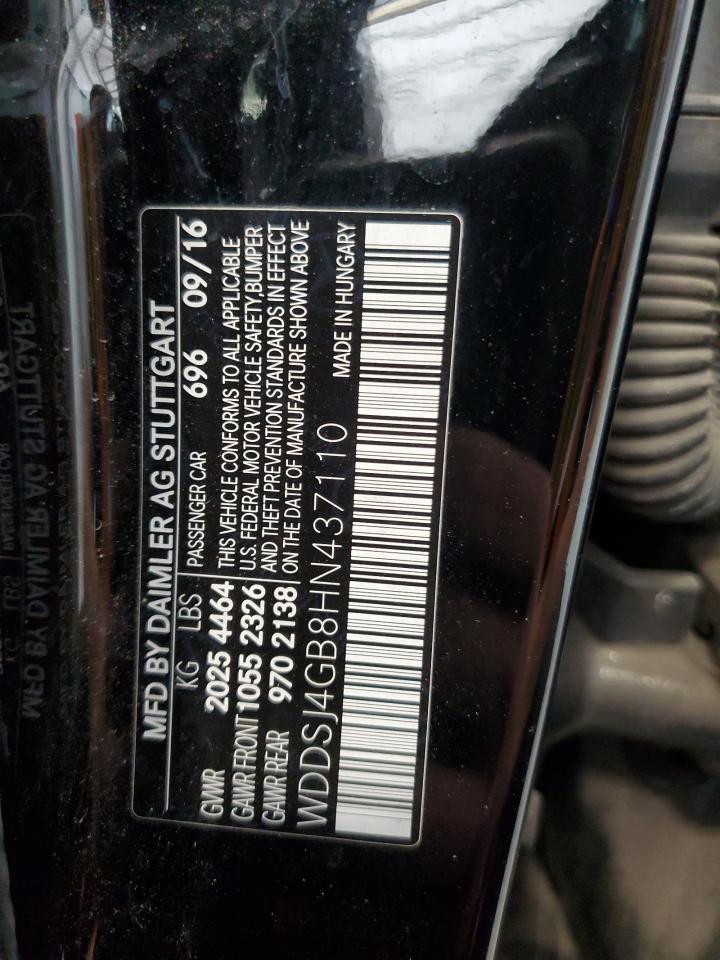 MFD BY DAIMLER AG STUTTGART
KG LBS PASSENGER CAR 696 09/16
GWR 2025 4464 THIS VEHICLE CONFORMS TO ALL APPLICABLE
GAWR FRONT 1055 2326 U.S. FEDERAL MOTOR VEHICLE SAFETY, BUMPER
GAWR REAR 970 2138 AND THEFT PREVENTION STANDARDS IN EFFECT
ON THE DATE OF MANUFACTURE SHOWN ABOVE
WDDSJ4GB8HN437110 MADE IN HUNGARY